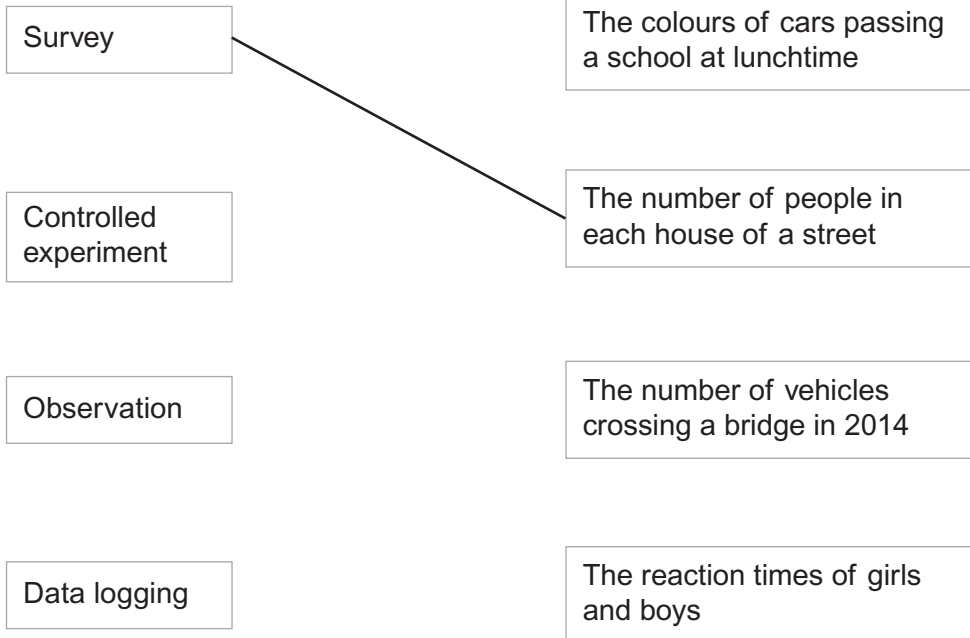 Survey
The colours of cars passing
a school at lunchtime
Controlled
experiment
The number of people in
each house of a street
Observation
The number of vehicles
crossing a bridge in 2014
Data logging
The reaction times of girls
and boys